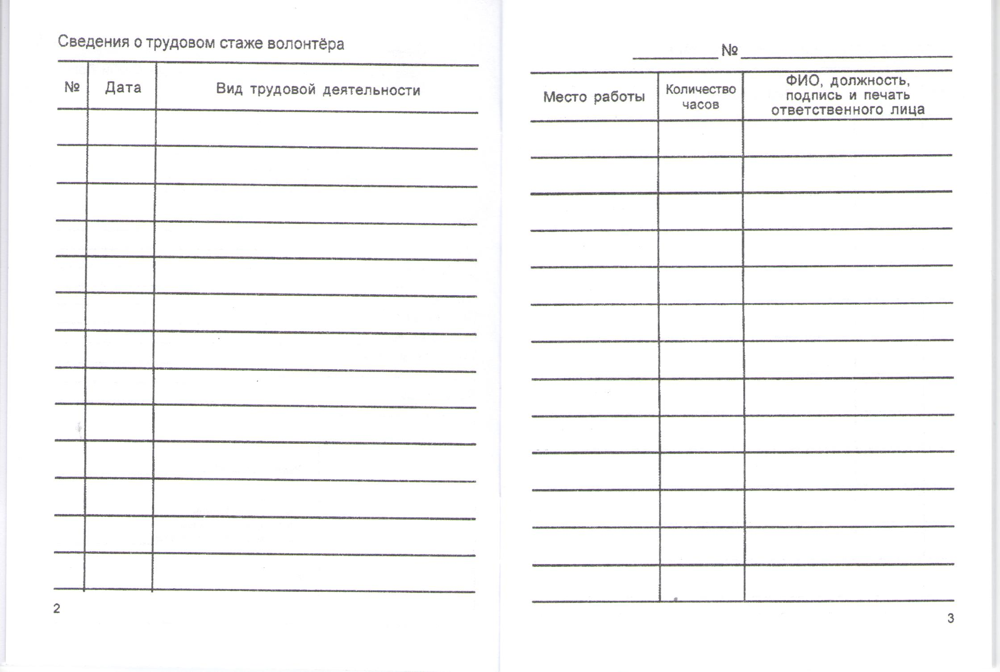 Сведения о трудовом стаже волонтёра
№ Дата Вид трудовой деятельности
2
№
Место работы
Количество
часов
ФИО, должность,
подпись и печать
ответственного лица
3